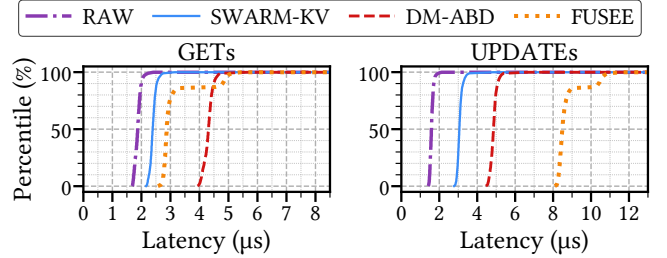 RAW SWARM-KV DM-ABD FUSEE
GETs UPDATEs
Percentile (%)
100
50
0
0 1 2 3 4 5 6 7 8
Latency (μs)
100
50
0
0 2 4 6 8 10 12
Latency (μs)